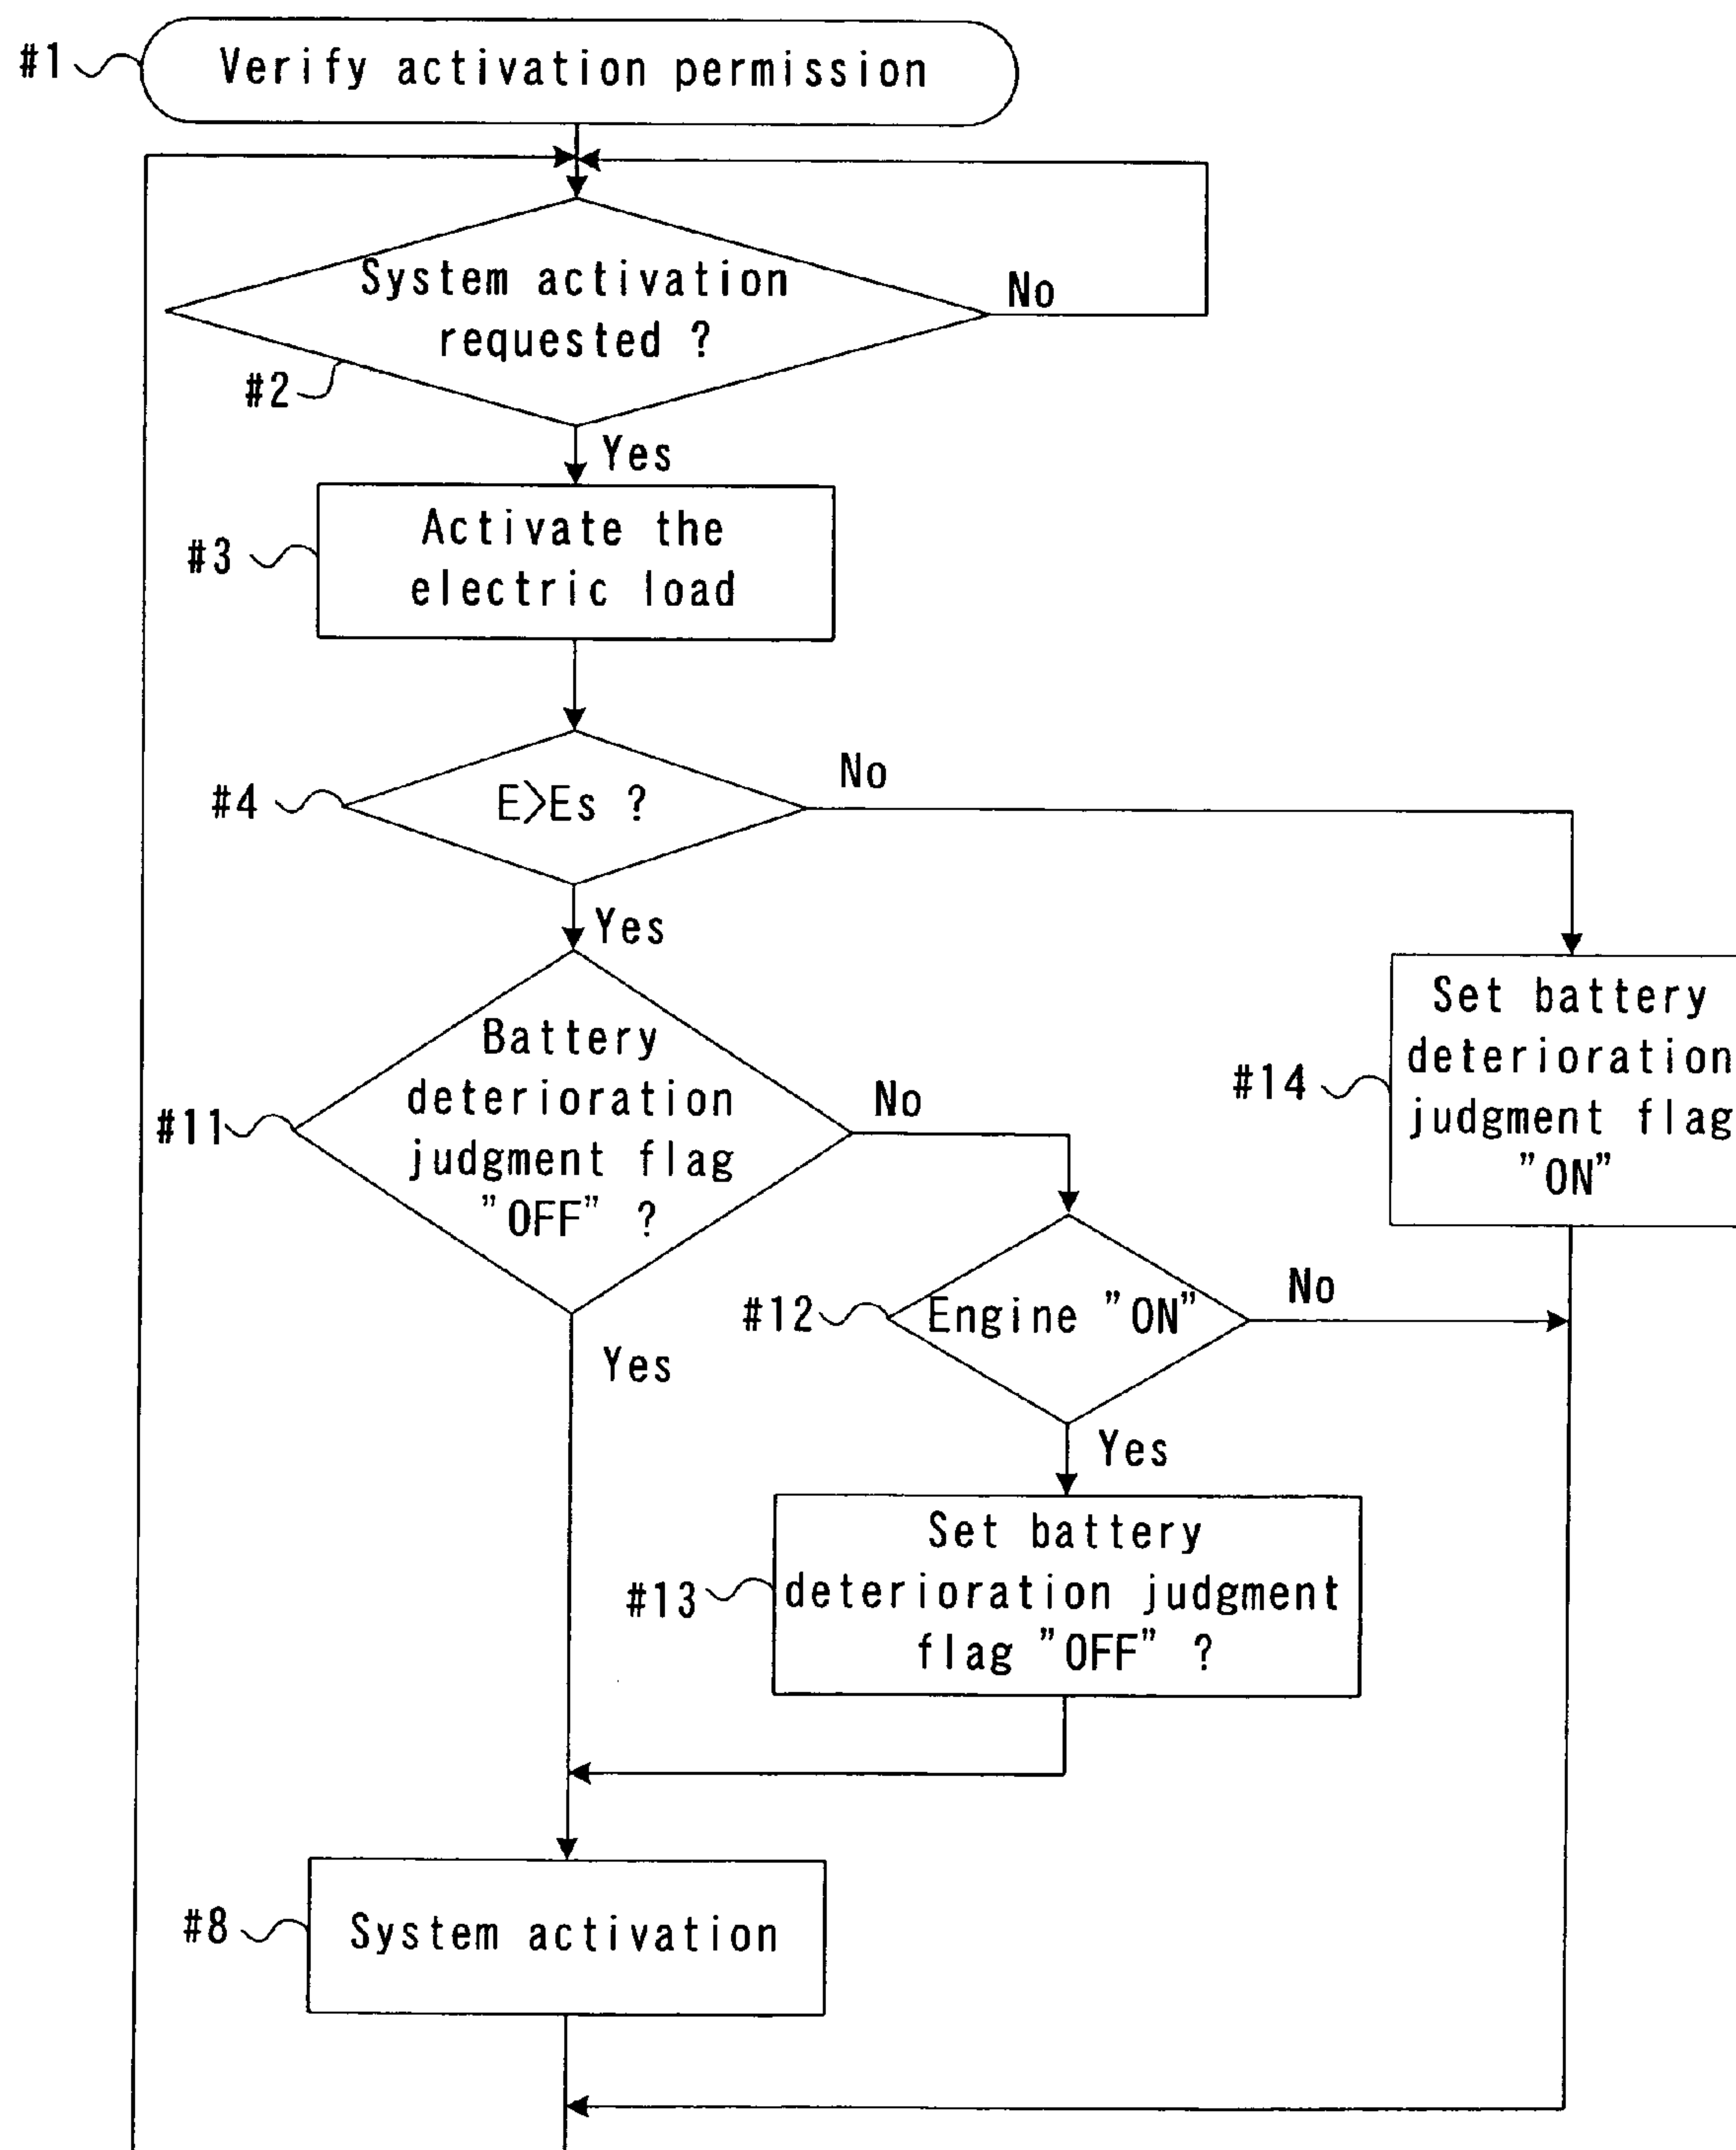 #1
Verify activation permission
System activation
requested ?
No
#2
Yes
#3
Activate the
electric load
#4
E>Es ?
No
Yes
#11
Battery
deterioration
judgment flag
"OFF" ?
No
Yes
#14
Set battery
deterioration
judgment flag
"ON"
#12
Engine "ON"
No
Yes
#13
Set battery
deterioration judgment
flag "OFF" ?
#8
System activation